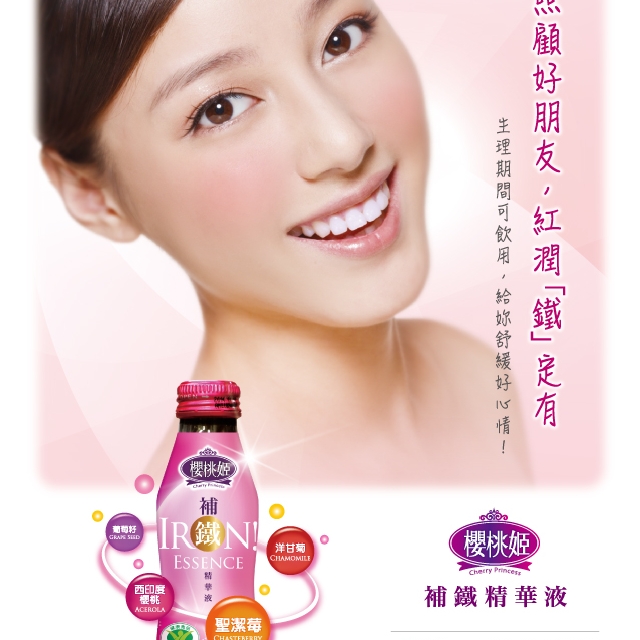 照顧好朋友，紅潤「鐵」定有
生理期間可飲用，給妳舒緩好心情！
櫻桃姬
Cherry Princess
補
IRON!
鐵
ESSENCE
精華液
葡萄籽
GRAPE SEED
西印度
櫻桃
ACEROLA
洋甘菊
CHAMOMILE
聖潔莓
CHASTEBERRY
櫻桃姬
Cherry Princess
補鐵精華液